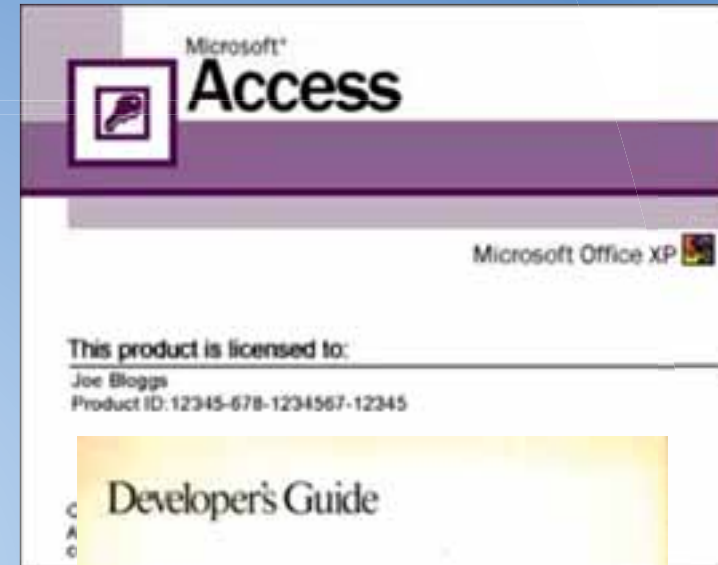 Microsoft®
Access
Microsoft Office XP
This product is licensed to:
Joe Bloggs
Product ID:12345-678-1234567-12345
Developer's Guide